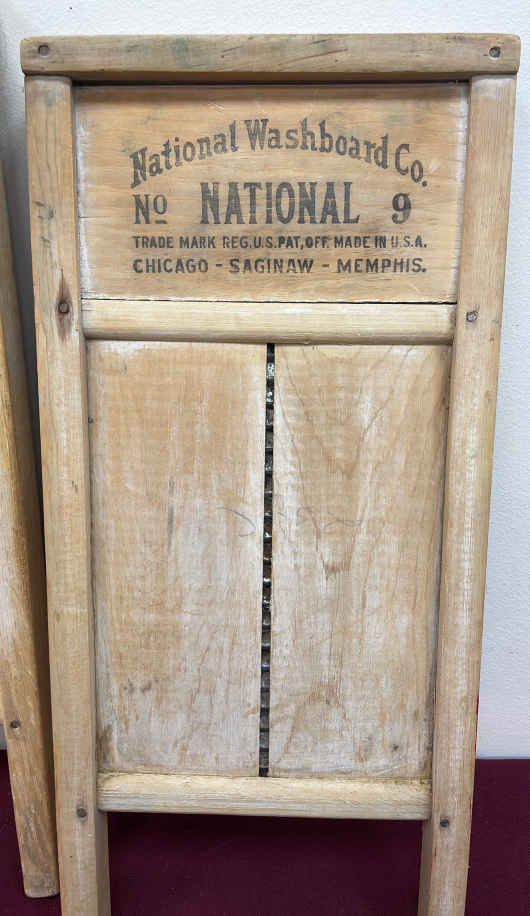 National Washboard Co.
No NATIONAL 9
TRADE MARK REG.U.S.PAT,OFF. MADE IN U.S.A.
CHICAGO - SAGINAW - MEMPHIS.